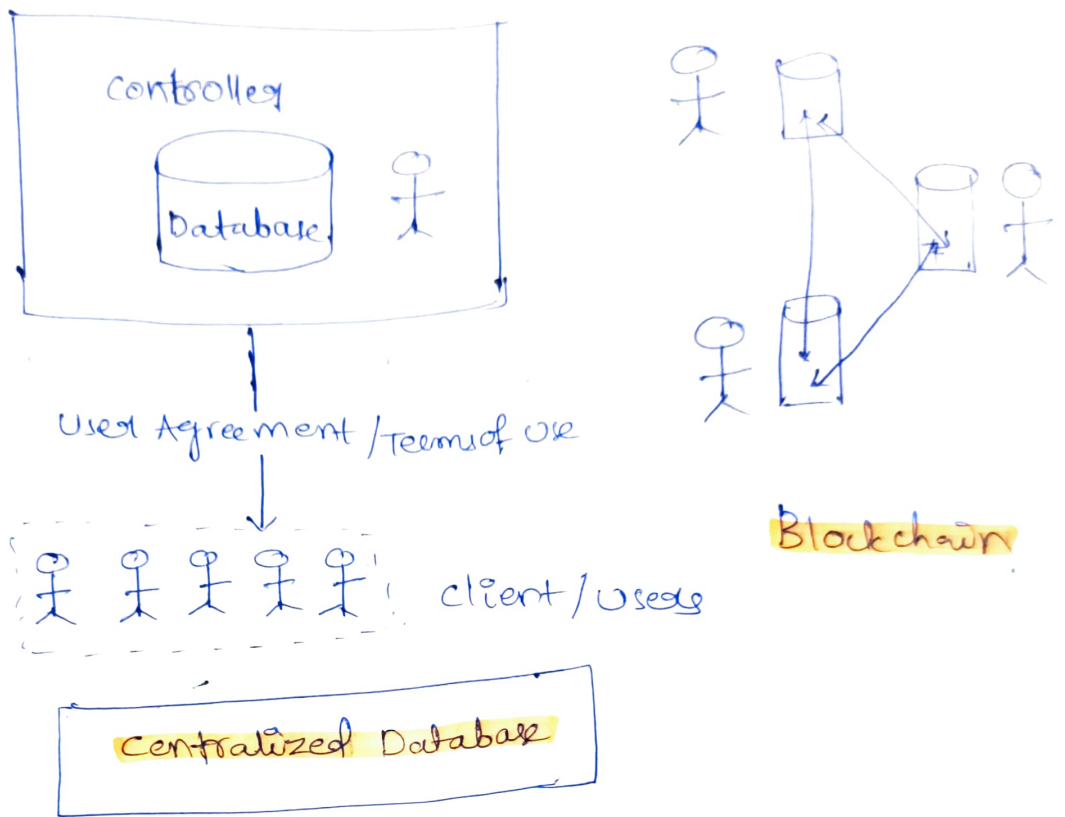 Controller
Database
User Agreement / Terms of Use
Client / Users
Centralized Database
Blockchain